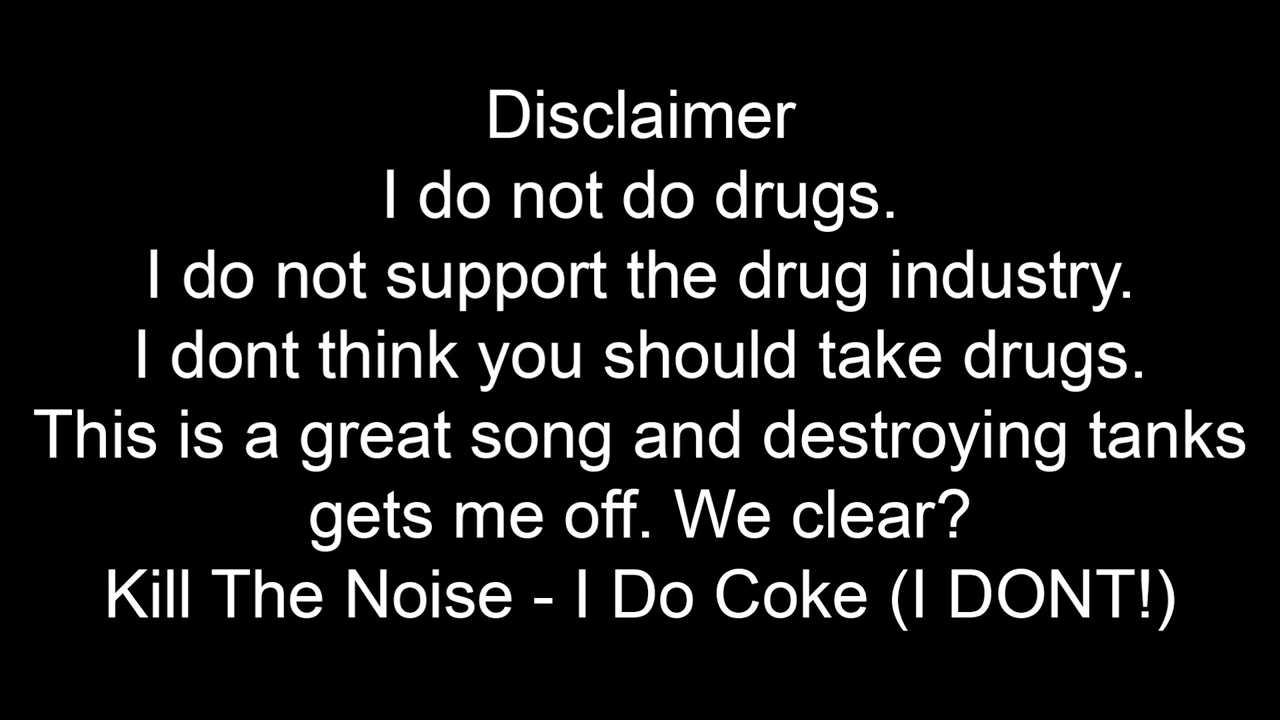 Disclaimer
I do not do drugs.
I do not support the drug industry.
I dont think you should take drugs.
This is a great song and destroying tanks
gets me off. We clear?
Kill The Noise - I Do Coke (I DONT!)